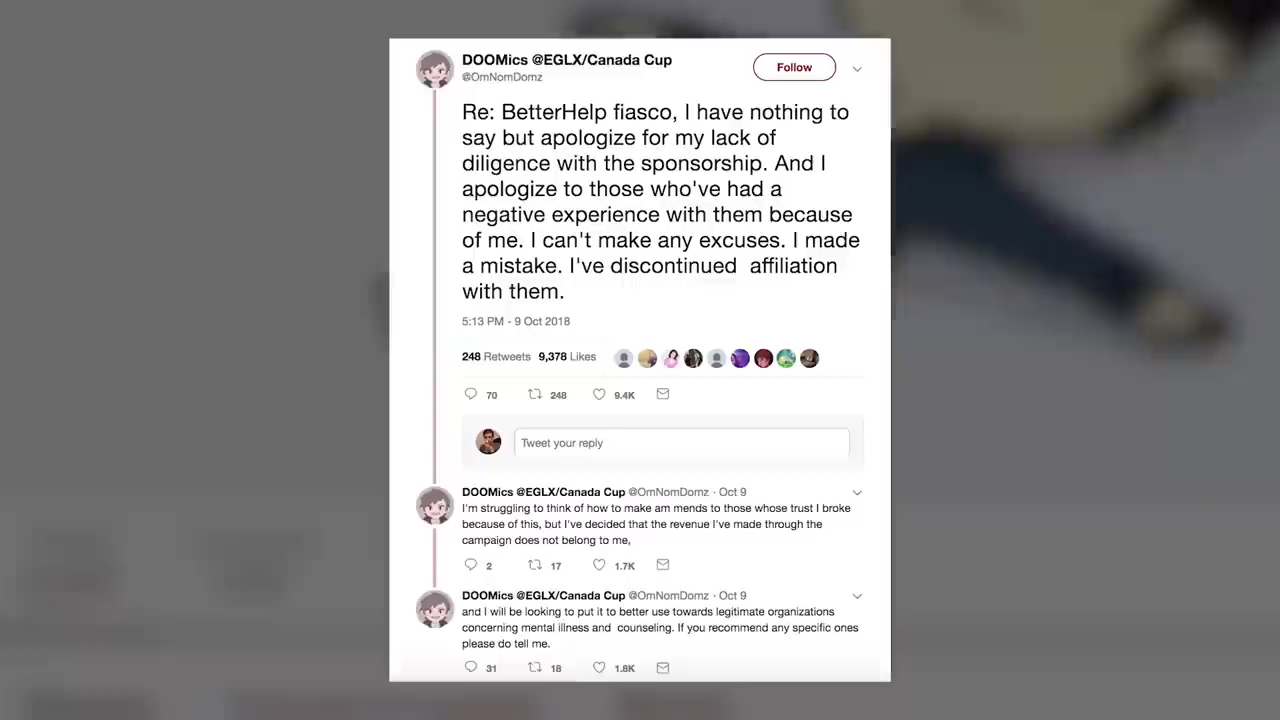 DOOMics @EGLX/Canada Cup
@OmNomDomz
Follow
Re: BetterHelp fiasco, I have nothing to
say but apologize for my lack of
diligence with the sponsorship. And I
apologize to those who've had a
negative experience with them because
of me. I can't make any excuses. I made
a mistake. I've discontinued  affiliation
with them.
5:13 PM - 9 Oct 2018
248 Retweets 9,378 Likes
70 248 9.4K
Tweet your reply
DOOMics @EGLX/Canada Cup @OmNomDomz · Oct 9
I'm struggling to think of how to make am mends to those whose trust I broke
because of this, but I've decided that the revenue I've made through the
campaign does not belong to me,
2 17 1.7K
DOOMics @EGLX/Canada Cup @OmNomDomz · Oct 9
and I will be looking to put it to better use towards legitimate organizations
concerning mental illness and  counseling. If you recommend any specific ones
please do tell me.
31 18 1.8K